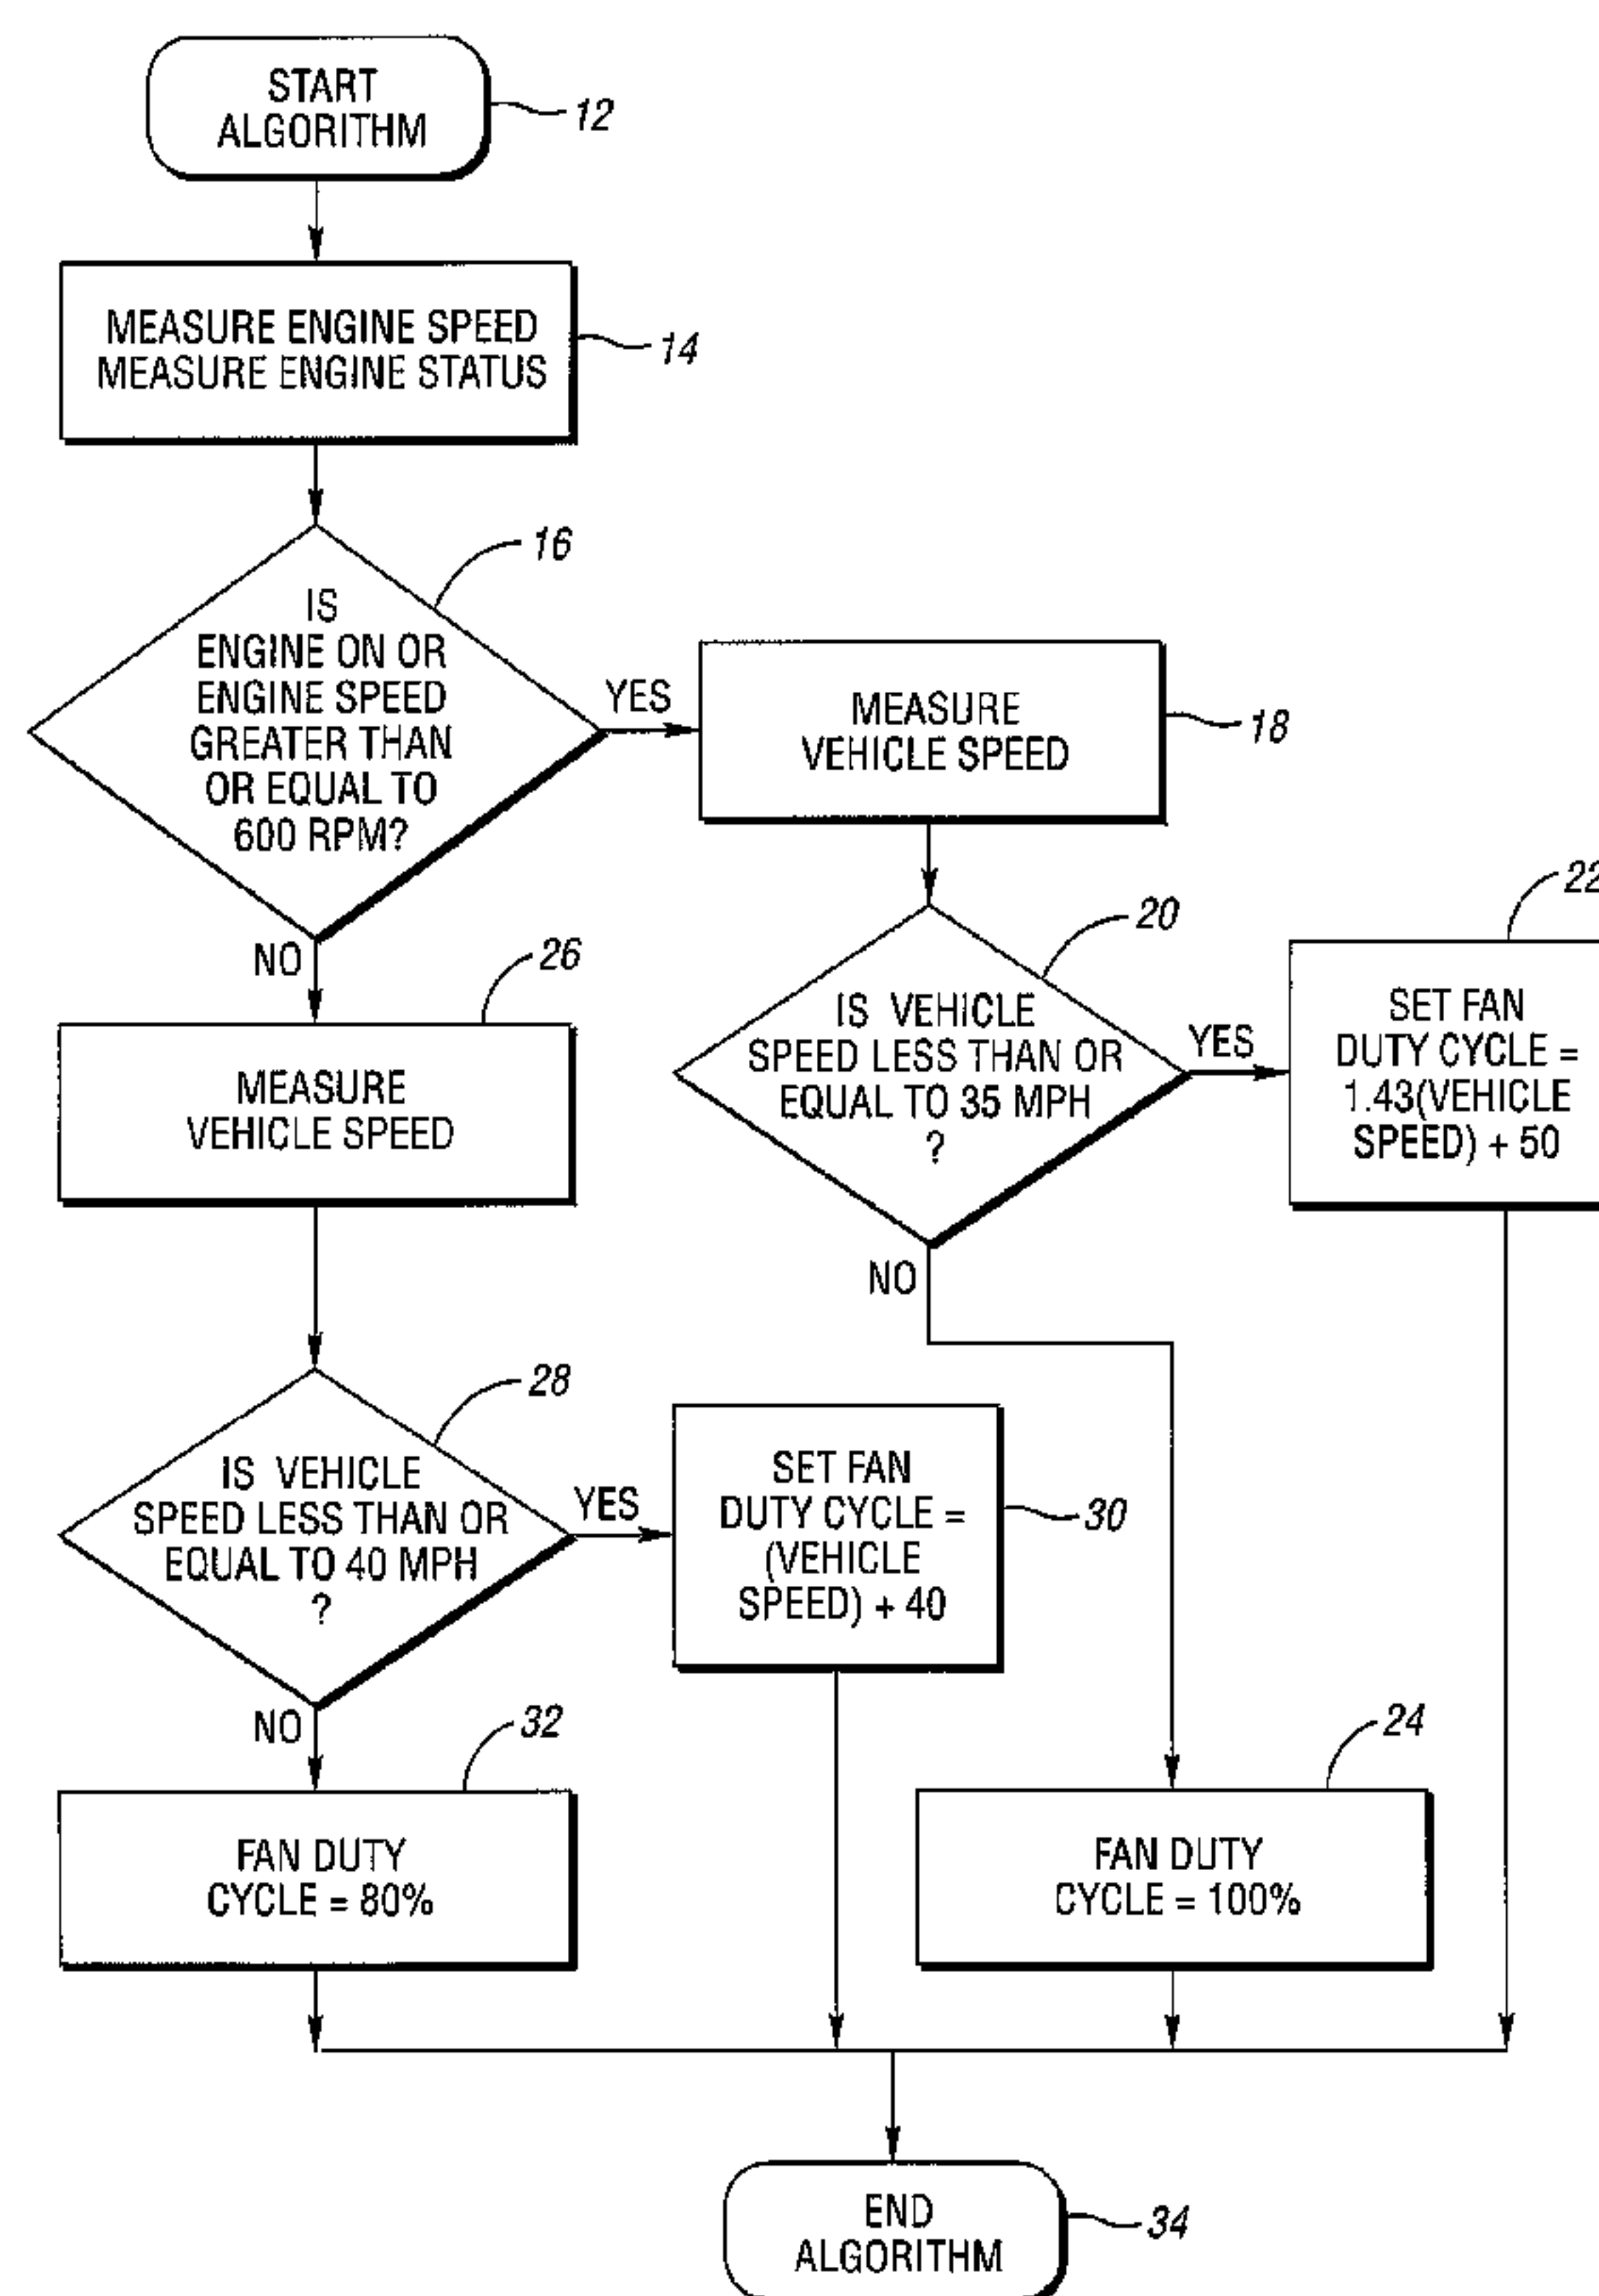 START
ALGORITHM
12
MEASURE ENGINE SPEED
MEASURE ENGINE STATUS
14
16
IS
ENGINE ON OR
ENGINE SPEED
GREATER THAN
OR EQUAL TO
600 RPM?
YES
NO
MEASURE
VEHICLE SPEED
18
20
IS VEHICLE
SPEED LESS THAN OR
EQUAL TO 35 MPH
?
YES
NO
22
SET FAN
DUTY CYCLE =
1.43(VEHICLE
SPEED) + 50
26
MEASURE
VEHICLE SPEED
28
IS VEHICLE
SPEED LESS THAN OR
EQUAL TO 40 MPH
?
YES
NO
SET FAN
DUTY CYCLE =
(VEHICLE
SPEED) + 40
30
32
FAN DUTY
CYCLE = 80%
24
FAN DUTY
CYCLE = 100%
END
ALGORITHM
34